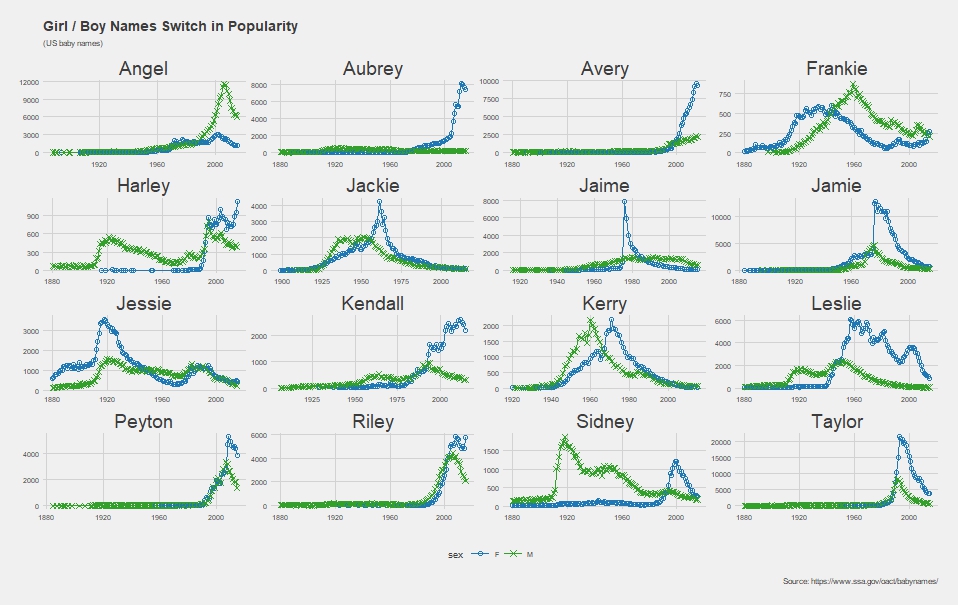 Girl / Boy Names Switch in Popularity
(US baby names)
Angel Aubrey Avery Frankie
12000
9000
6000
3000
0
1920 1960 2000
8000
6000
4000
2000
0
1880 1920 1960 2000
10000
7500
5000
2500
0
1880 1920 1960 2000
750
500
250
0
1880 1920 1960 2000
Harley Jackie Jaime Jamie
900
600
300
0
1880 1920 1960 2000
4000
3000
2000
1000
0
1900 1925 1950 1975 2000
8000
6000
4000
2000
0
1920 1940 1960 1980 2000
10000
5000
0
1880 1920 1960 2000
Jessie Kendall Kerry Leslie
3000
2000
1000
0
1880 1920 1960 2000
2000
1000
0
1925 1950 1975 2000
2000
1500
1000
500
0
1920 1940 1960 1980 2000
6000
4000
2000
0
1880 1920 1960 2000
Peyton Riley Sidney Taylor
4000
2000
0
1880 1920 1960 2000
6000
4000
2000
0
1880 1920 1960 2000
1500
1000
500
0
1880 1920 1960 2000
20000
15000
10000
5000
0
1880 1920 1960 2000
sex F M
Source: https://www.ssa.gov/oact/babynames/